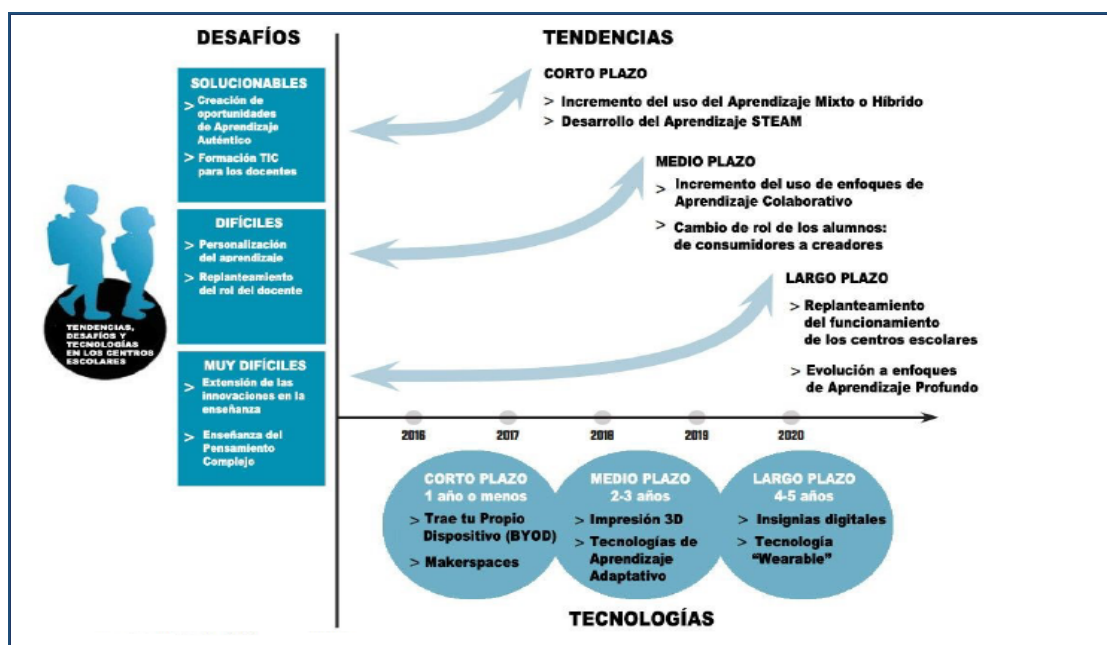 DESAFÍOS
SOLUCIONABLES
> Creación de
oportunidades
de Aprendizaje
Auténtico
> Formación TIC
para los docentes
DIFÍCILES
> Personalización
del aprendizaje
> Replanteamiento
del rol del docente
MUY DIFÍCILES
> Extensión de las
innovaciones en la
enseñanza
> Enseñanza del
Pensamiento
Complejo
TENDENCIAS,
DESAFÍOS Y
TECNOLOGÍAS
EN LOS CENTROS
ESCOLARES
TENDENCIAS
CORTO PLAZO
> Incremento del uso del Aprendizaje Mixto o Híbrido
> Desarrollo del Aprendizaje STEAM
MEDIO PLAZO
> Incremento del uso de enfoques de
Aprendizaje Colaborativo
> Cambio de rol de los alumnos:
de consumidores a creadores
LARGO PLAZO
> Replanteamiento
del funcionamiento
de los centros escolares
> Evolución a enfoques
de Aprendizaje Profundo
2016 2017 2018 2019 2020
CORTO PLAZO
1 año o menos
> Trae tu Propio
Dispositivo (BYOD)
> Makerspaces
MEDIO PLAZO
2-3 años
> Impresión 3D
> Tecnologías de
Aprendizaje
Adaptativo
LARGO PLAZO
4-5 años
> Insignias digitales
> Tecnología
“Wearable”
TECNOLOGÍAS